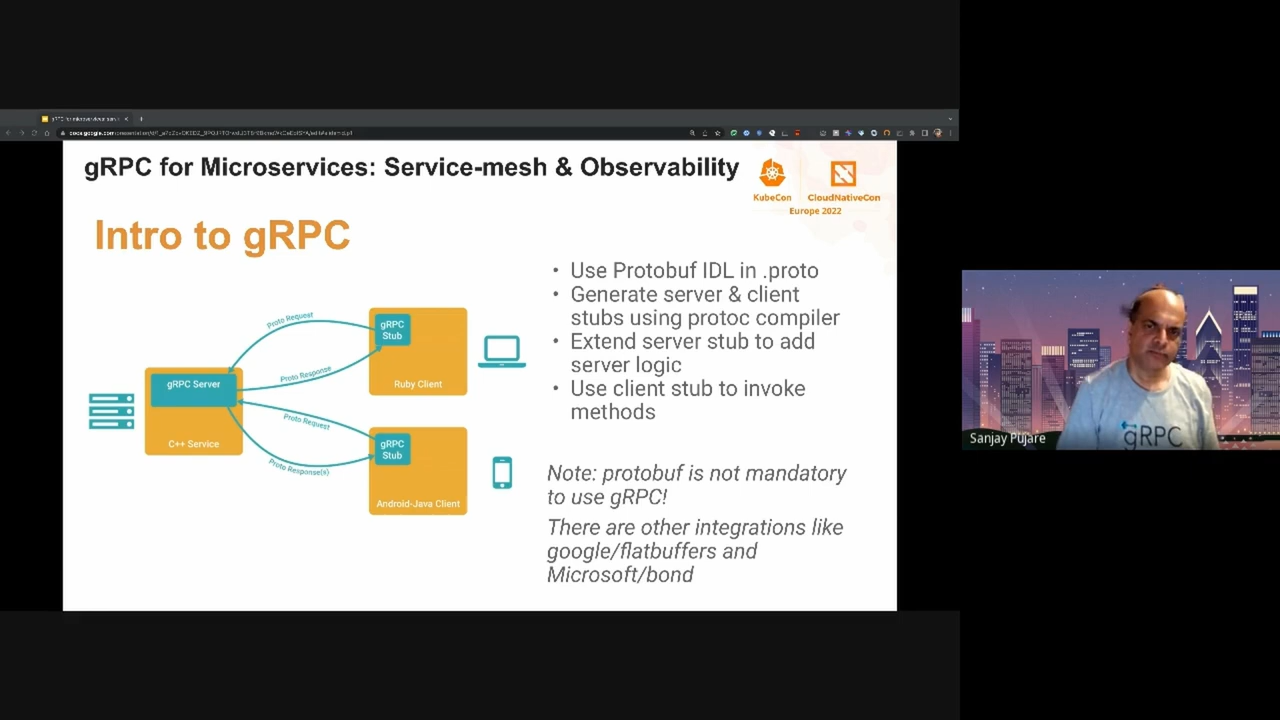 gRPC for microservices: servi
gRPC for Microservices: Service-mesh & Observability
KubeCon
CloudNativeCon
Europe 2022
Intro to gRPC
• Use Protobuf IDL in .proto
• Generate server & client
stubs using protoc compiler
• Extend server stub to add
server logic
• Use client stub to invoke
methods
Note: protobuf is not mandatory
to use gRPC!
There are other integrations like
google/flatbuffers and
Microsoft/bond
gRPC Server
C++ Service
Proto Request
Proto Response
gRPC
Stub
Ruby Client
Proto Request
Proto Response(s)
gRPC
Stub
Android-Java Client
Sanjay Pujare
gRPC